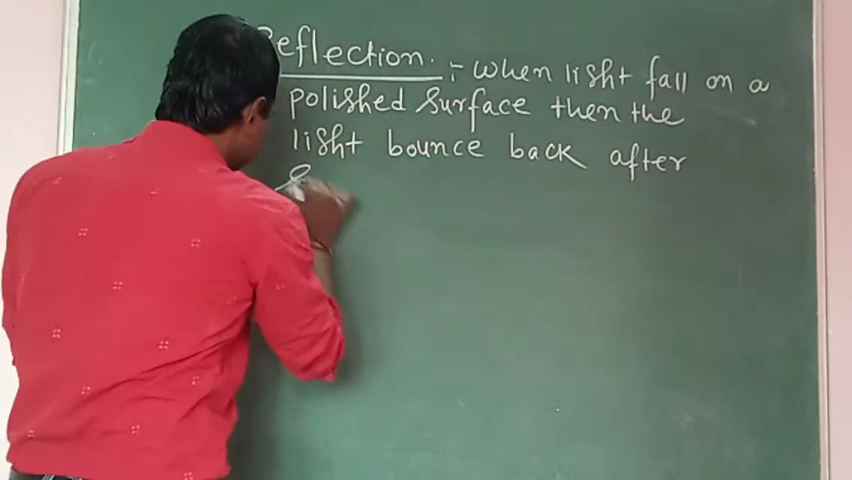 Reflection. :- When light fall on a
polished surface then the
light bounce back after